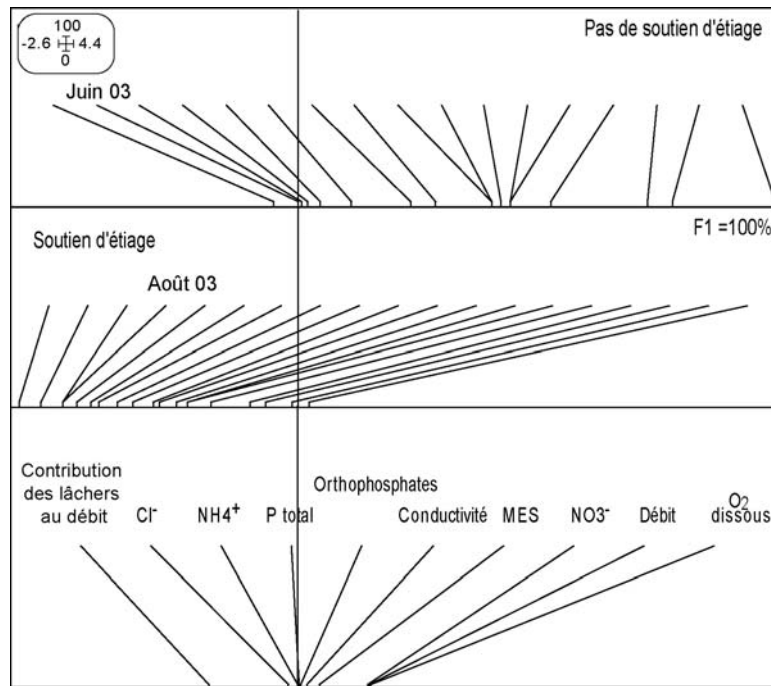 100
-2.6 4.4
0
Pas de soutien d'étiage
Juin 03
F1 =100%
Soutien d'étiage
Août 03
Contribution
des lâchers
au débit
Cl-
NH4+
P total
Orthophosphates
Conductivité
MES
NO3-
Débit
O2
dissous